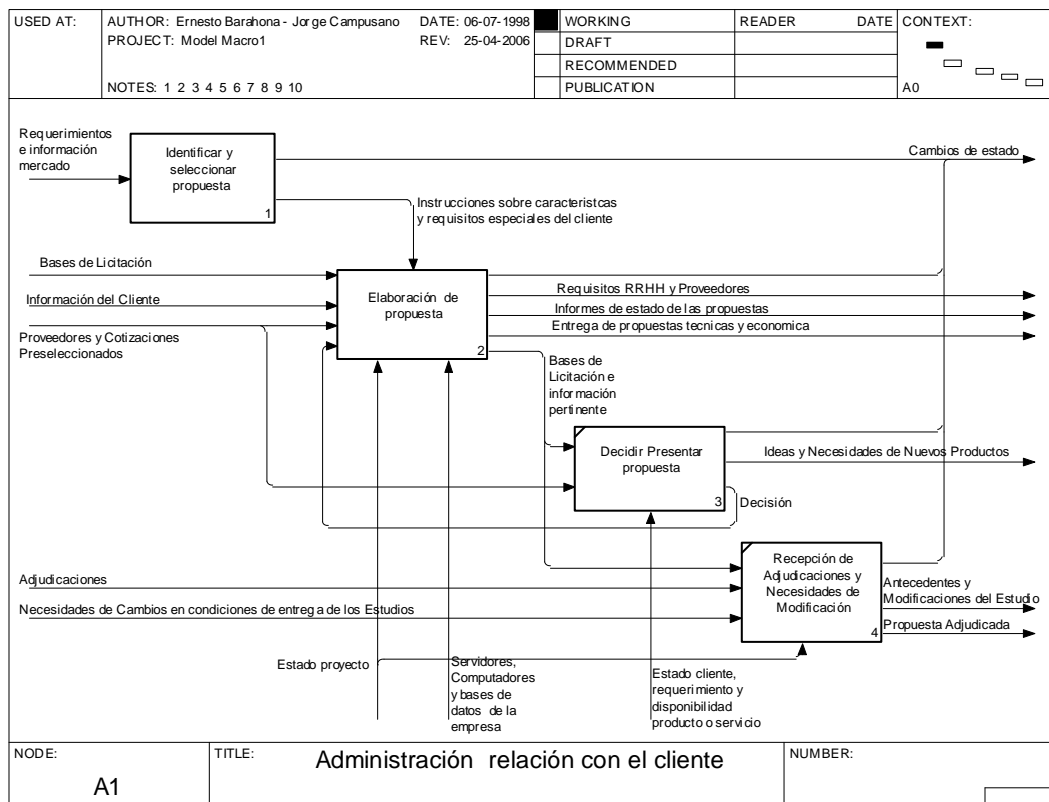 USED AT:
AUTHOR: Ernesto Barahona - Jorge Campusano
DATE: 06-07-1998
PROJECT: Model Macro1
REV: 25-04-2006
NOTES: 1 2 3 4 5 6 7 8 9 10
WORKING
DRAFT
RECOMMENDED
PUBLICATION
READER
DATE
CONTEXT:
A0
Requerimientos
e información
mercado
Identificar y
seleccionar
propuesta
1
Cambios de estado
Instrucciones sobre caracteristcas
y requisitos especiales del cliente
Bases de Licitación
Información del Cliente
Proveedores y Cotizaciones
Preseleccionados
Elaboración de
propuesta
2
Requisitos RRHH y Proveedores
Informes de estado de las propuestas
Entrega de propuestas tecnicas y economica
Bases de
Licitación e
información
pertinente
Decidir Presentar
propuesta
3
Ideas y Necesidades de Nuevos Productos
Decisión
Adjudicaciones
Necesidades de Cambios en condiciones de entrega de los Estudios
Recepción de
Adjudicaciones y
Necesidades de
Modificación
4
Antecedentes y
Modificaciones del Estudio
Propuesta Adjudicada
Estado proyecto
Servidores,
Computadores
y bases de
datos de la
empresa
Estado cliente,
requerimiento y
disponibilidad
producto o servicio
NODE:
A1
TITLE:
Administración relación con el cliente
NUMBER: